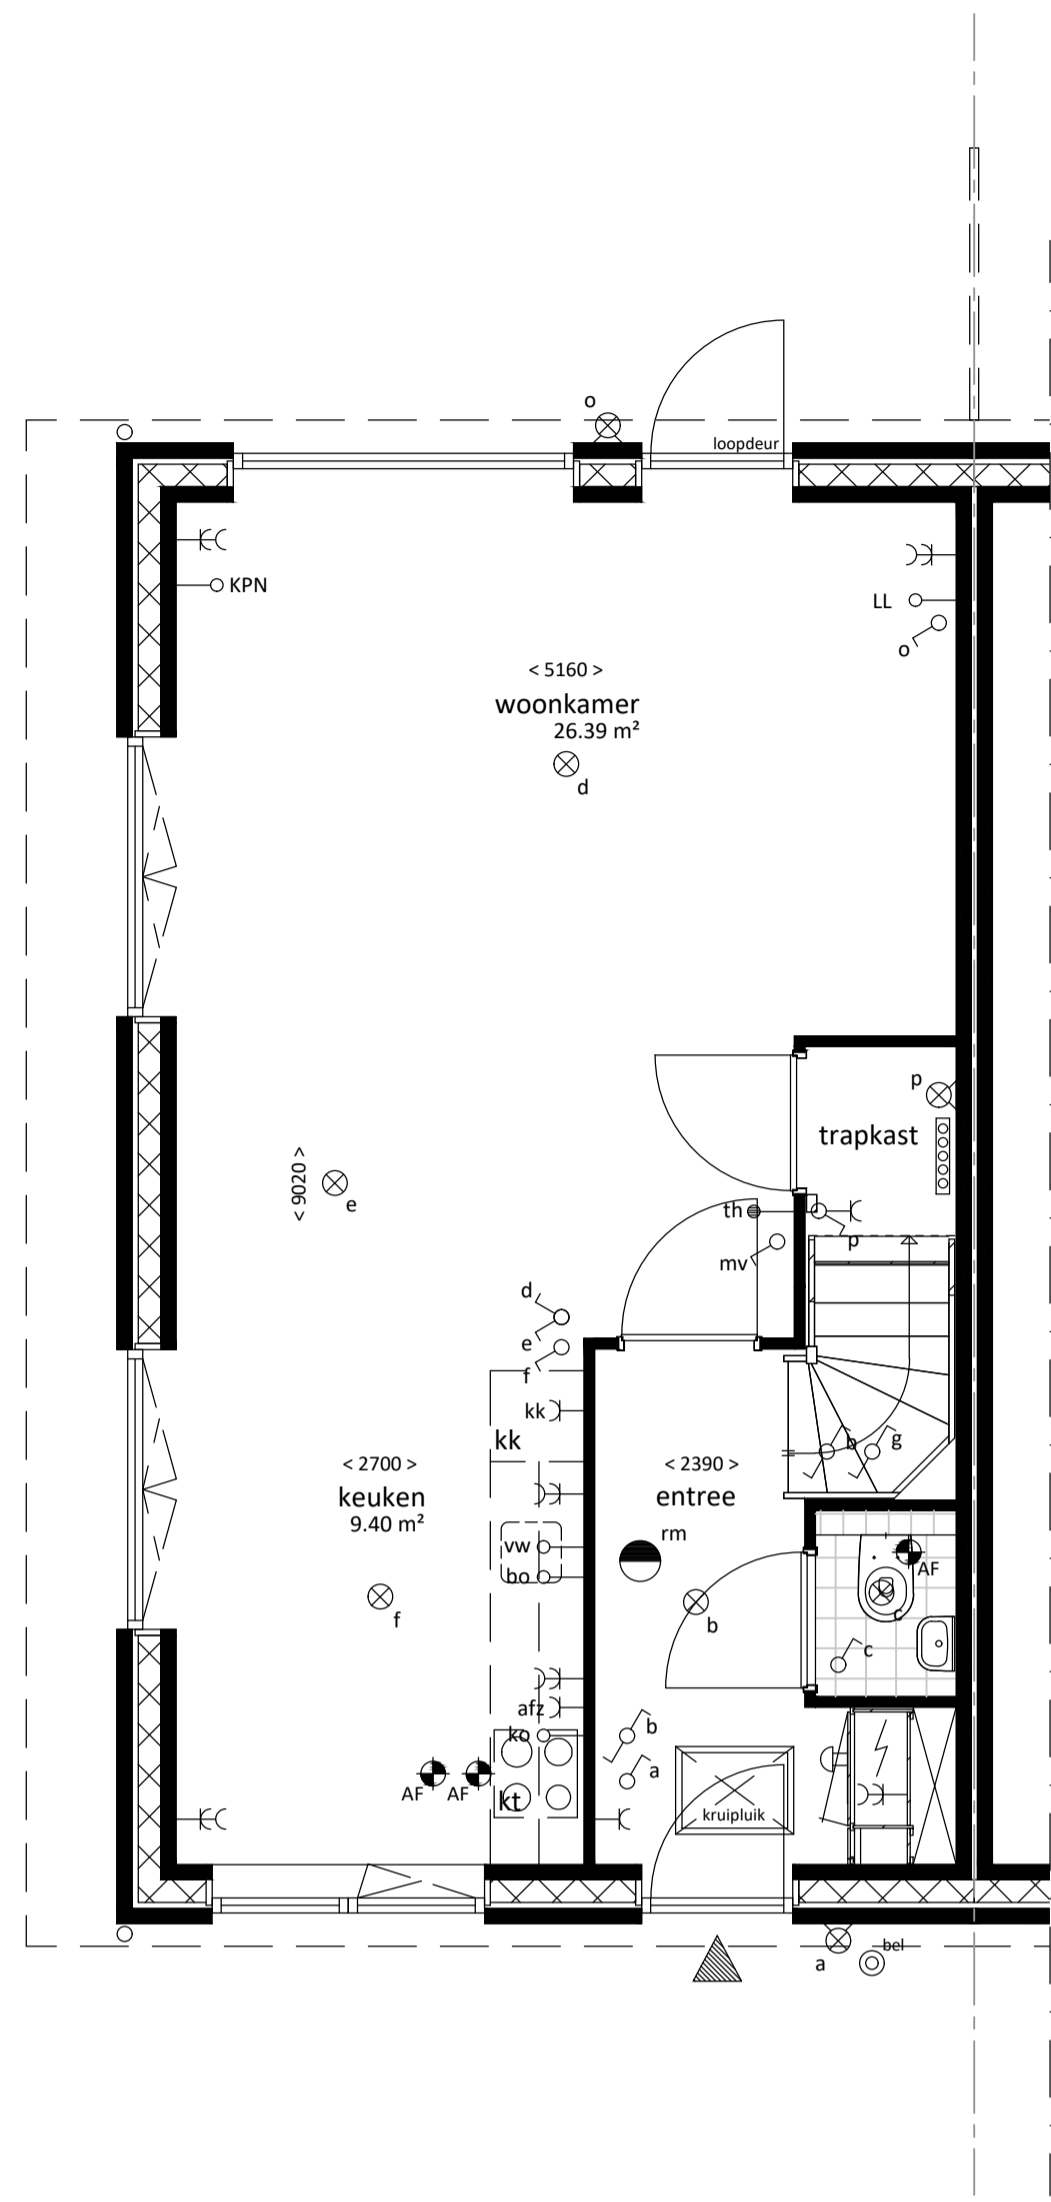 o
loopdeur
KPN
LL
o
< 5160 >
woonkamer
26.39 m²
d
p
trapkast
< 9020 >
e
th
p
mv
d
e
f
kk
kk
b
g
< 2700 >
keuken
9.40 m²
< 2390 >
entree
rm
vw
bo
AF
f
b
c
c
afz
ko
b
a
AF
AF
kt
kruipluik
a
bel